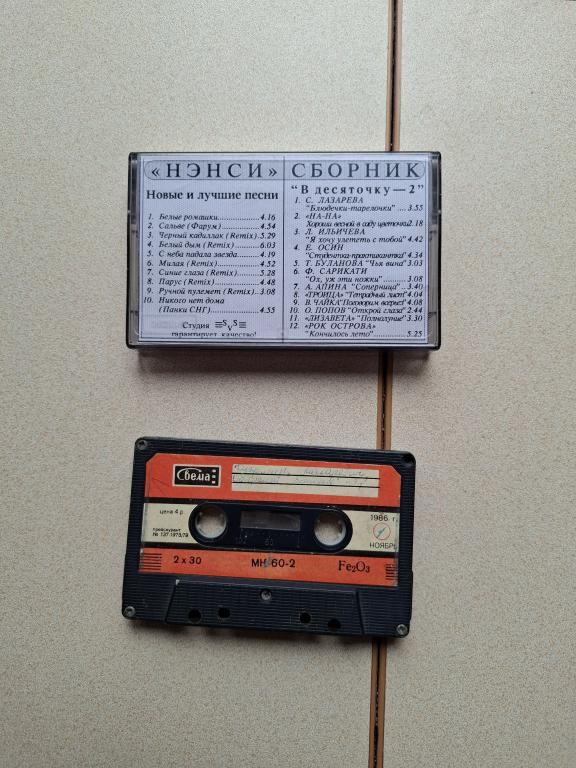 «НЭНСИ»
Новые и лучшие песни
1. Белые ромашки............4.16
2. Сальве (Фарум)............4.54
3. Черный кадиллак (Remix).5.29
4. Белый дым (Remix)........6.03
5. С неба падала звезда......4.19
6. Милая (Remix)............4.52
7. Синие глаза (Remix).......5.28
8. Парус (Remix).............4.48
9. Ручной пулемет (Remix)..3.08
10. Никого нет дома
(Панки СНГ)...............4.55
Студия SVS
гарантирует качество!
СБОРНИК
"В десяточку—2"
1. С. ЛАЗАРЕВА
"Блюдечки-тарелочки" ...3.55
2. «НА-НА»
Хороши весной в саду цветочки2.18
3. Л. ИЛЬИЧЕВА
"Я хочу улететь с тобой" 4.42
4. Е. ОСИН
"Студентка-практикантка"4.34
5. Т. БУЛАНОВА "Чья вина"3.03
6. Ф. САРИКАТИ
"Ох, уж эти ножки".........3.08
7. А. АПИНА "Соперница"...3.40
8. «ТРОИЦА» "Тетрадный лист"4.04
9. В. ЧАЙКА"Поговорим всерьез"4.08
10. О. ПОПОВ "Открой глаза" 2.44
11. «ЛИЗАВЕТА» "Полнолуние"3.30
12. «РОК ОСТРОВА»
"Кончилось лето"............5.25
Свема
цена 4 р.
прейскурант
№ 137-1975/79
60
1986 г.
НОЯБРЬ
2 x 30
МК-60-2
Fe₂O₃